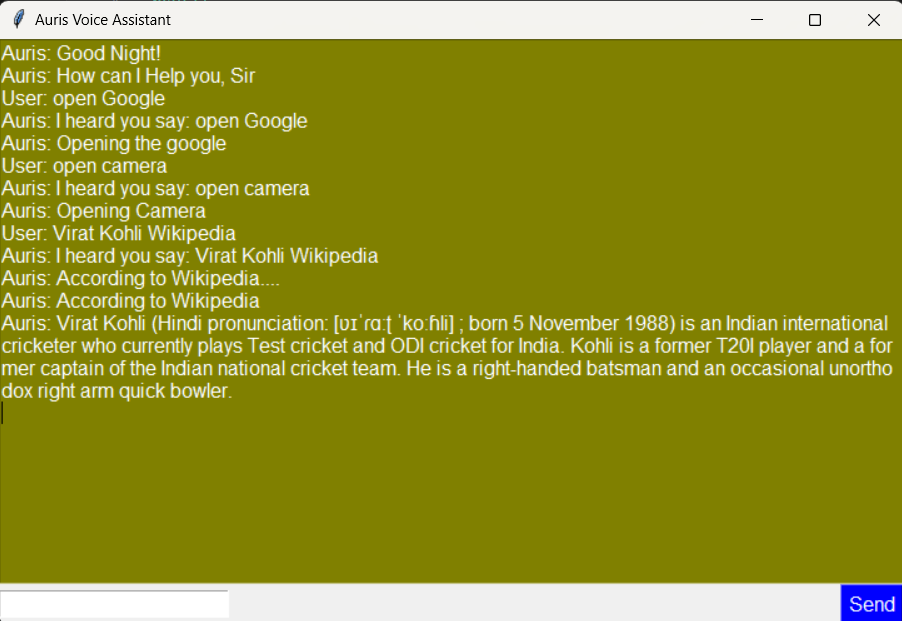 Auris Voice Assistant
Auris: Good Night!
Auris: How can I Help you, Sir
User: open Google
Auris: I heard you say: open Google
Auris: Opening the google
User: open camera
Auris: I heard you say: open camera
Auris: Opening Camera
User: Virat Kohli Wikipedia
Auris: I heard you say: Virat Kohli Wikipedia
Auris: According to Wikipedia....
Auris: According to Wikipedia
Auris: Virat Kohli (Hindi pronunciation: [ʋɪˈɾɑːʈ ˈkoːɦli] ; born 5 November 1988) is an Indian international
cricketer who currently plays Test cricket and ODI cricket for India. Kohli is a former T20I player and a for
mer captain of the Indian national cricket team. He is a right-handed batsman and an occasional unortho
dox right arm quick bowler.
Send